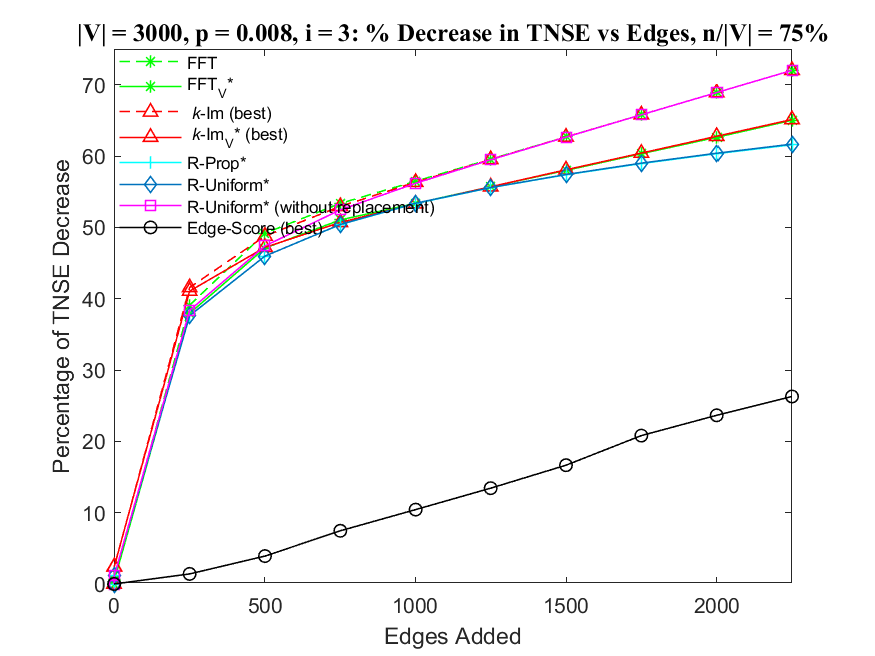 |V| = 3000, p = 0.008, i = 3: % Decrease in TNSE vs Edges, n/|V| = 75%
FFT
FFT_V*
k-Im (best)
k-Im_V* (best)
R-Prop*
R-Uniform*
R-Uniform* (without replacement)
Edge-Score (best)
Percentage of TNSE Decrease
70
60
50
40
30
20
10
0
0 500 1000 1500 2000
Edges Added